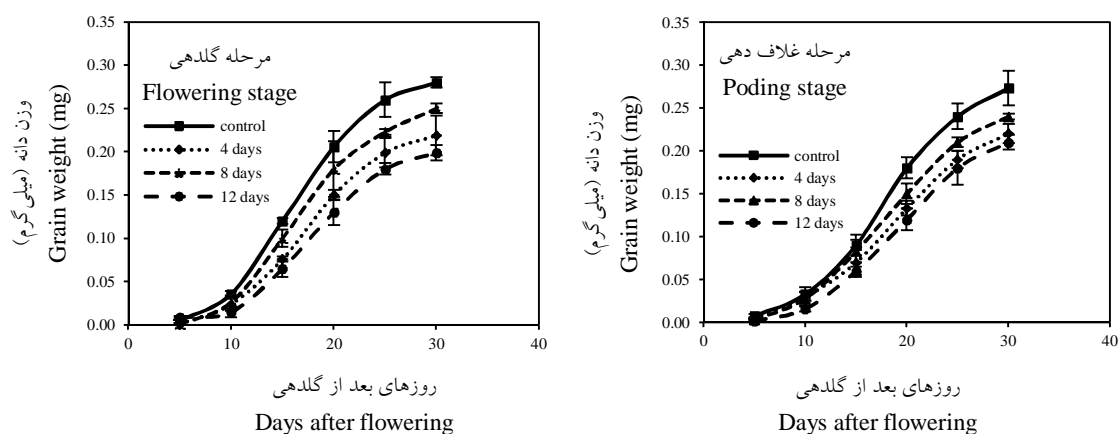 مرحله گلدهی
Flowering stage
control
4 days
8 days
12 days
0.35
0.30
0.25
0.20
0.15
0.10
0.05
0.00
0
10
20
30
40
وزن دانه (میلی گرم)
Grain weight (mg)
روزهای بعد از گلدهی
Days after flowering
مرحله غلاف دهی
Poding stage
control
4 days
8 days
12 days
0.35
0.30
0.25
0.20
0.15
0.10
0.05
0.00
0
10
20
30
40
وزن دانه (میلی گرم)
Grain weight (mg)
روزهای بعد از گلدهی
Days after flowering